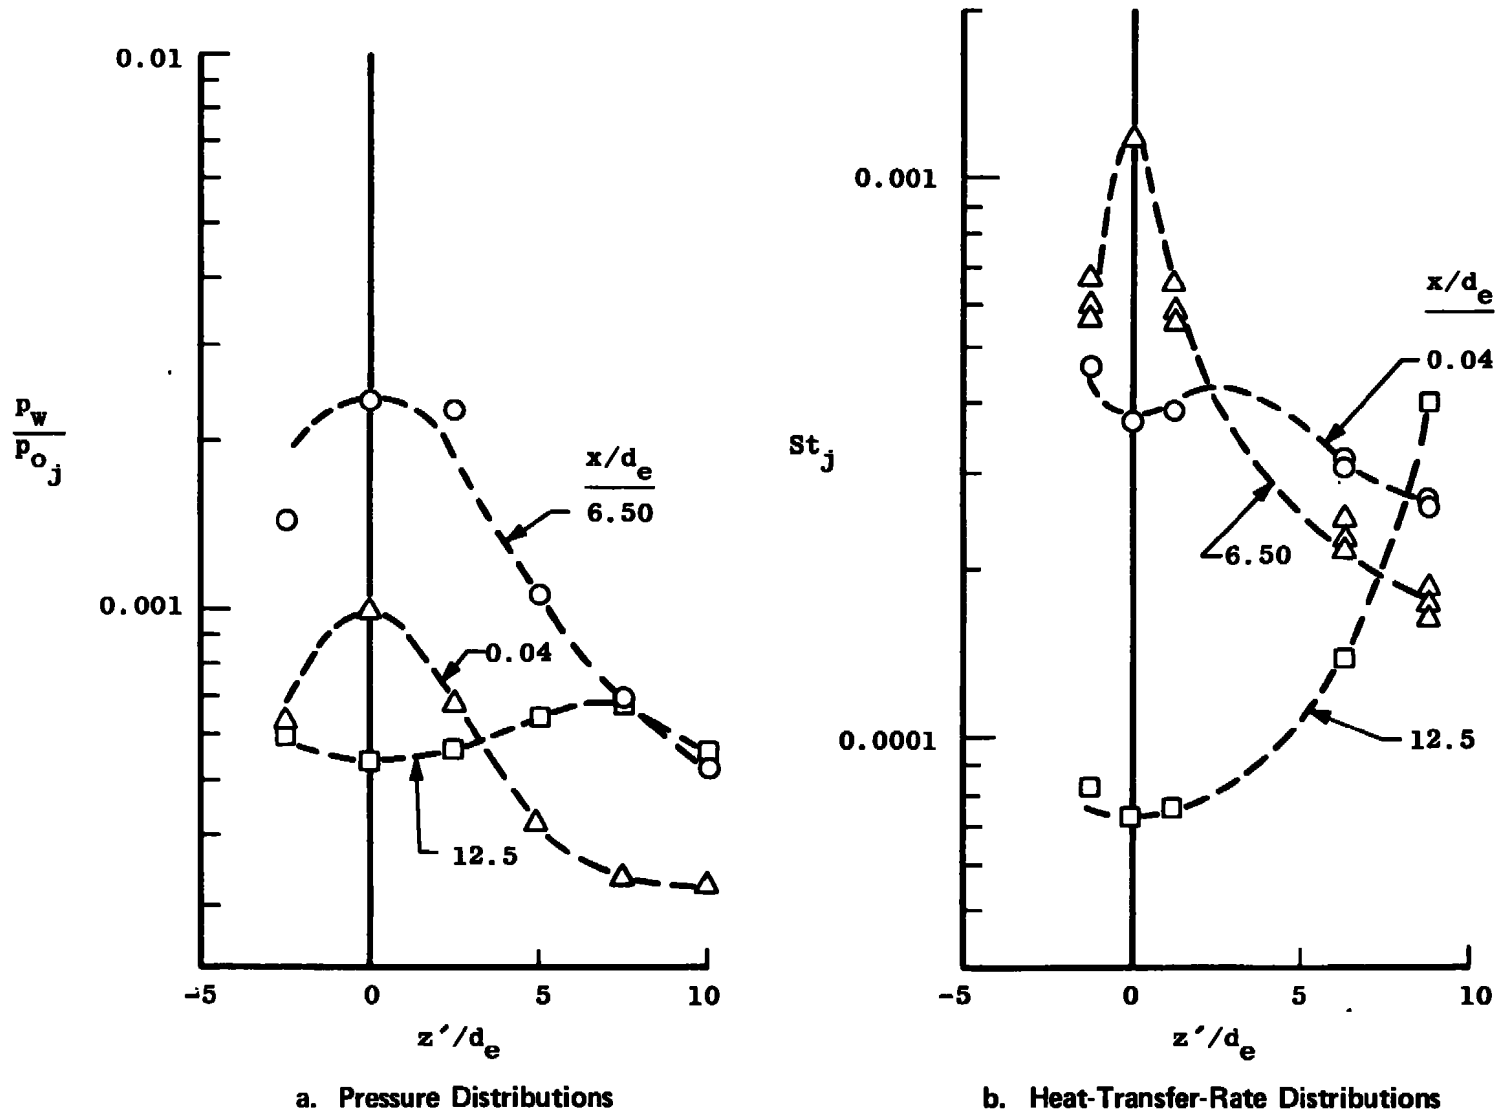 0.01
0.001
p_w
p_oj
x/d_e
6.50
0.04
12.5
-5 0 5 10
z′/d_e
a. Pressure Distributions
0.001
0.0001
St_j
x/d_e
0.04
6.50
12.5
-5 0 5 10
z′/d_e
b. Heat-Transfer-Rate Distributions